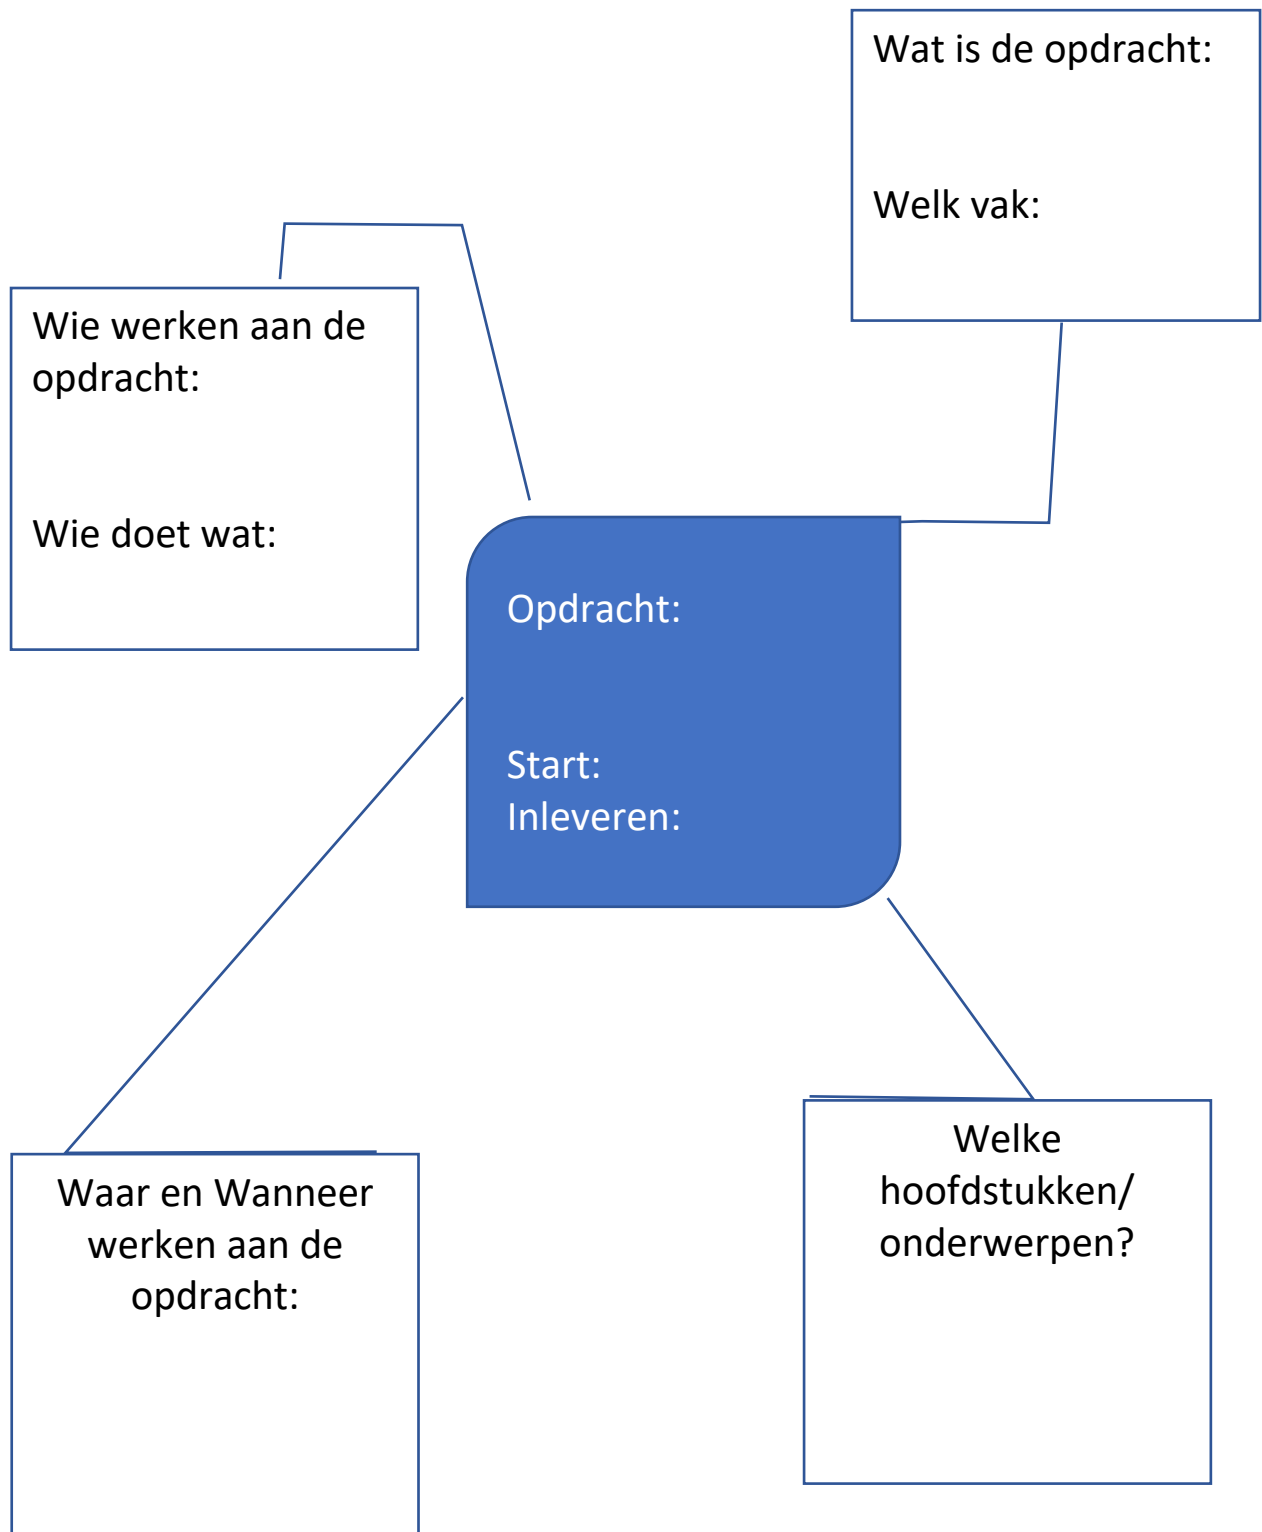 Wat is de opdracht:
Welk vak:
Wie werken aan de
opdracht:
Wie doet wat:
Opdracht:
Start:
Inleveren:
Welke
hoofdstukken/
onderwerpen?
Waar en Wanneer
werken aan de
opdracht: